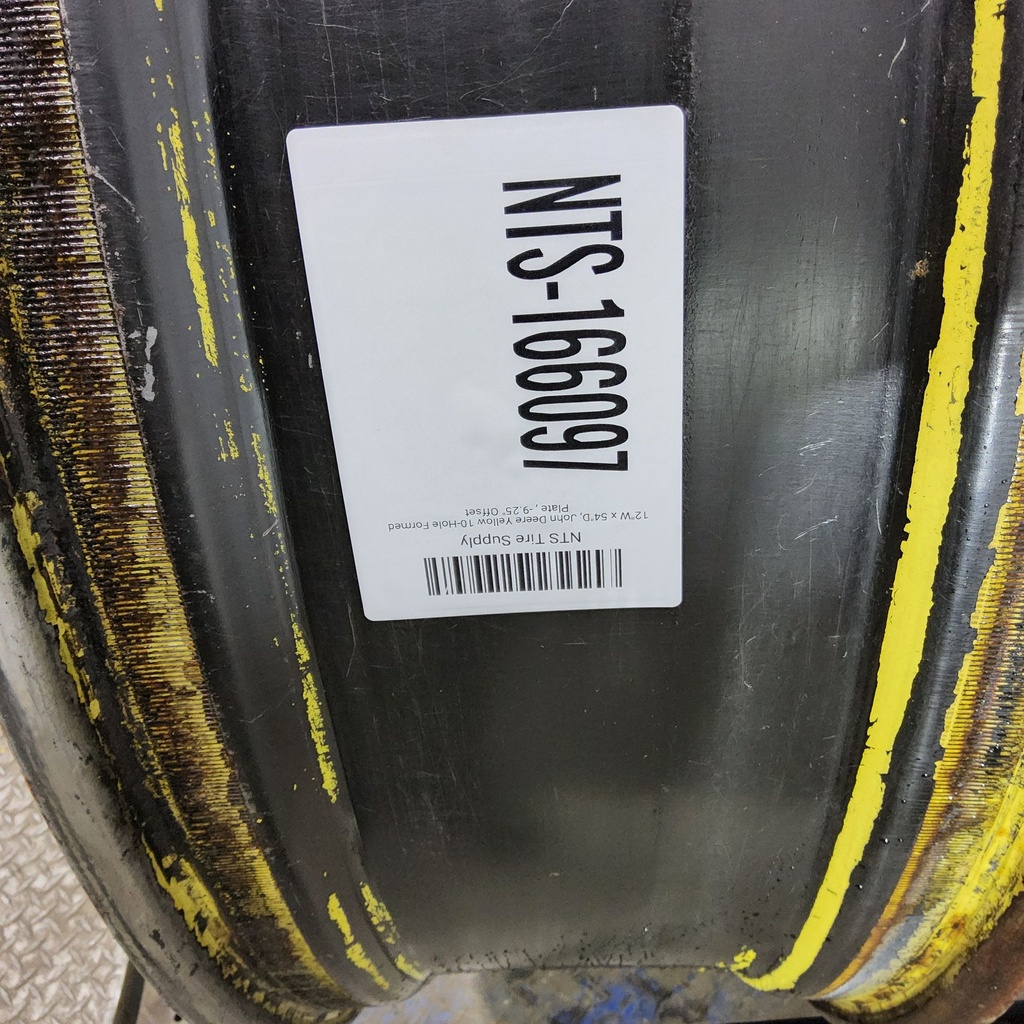 NTS-166097
NTS Tire Supply
12"W x 54"D, John Deere Yellow 10-Hole Formed
Plate, -9.25" Offset